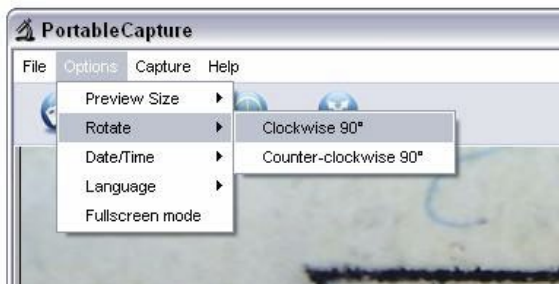 PortableCapture
File Options Capture Help
Preview Size
Rotate
Date/Time
Language
Fullscreen mode
Clockwise 90°
Counter-clockwise 90°